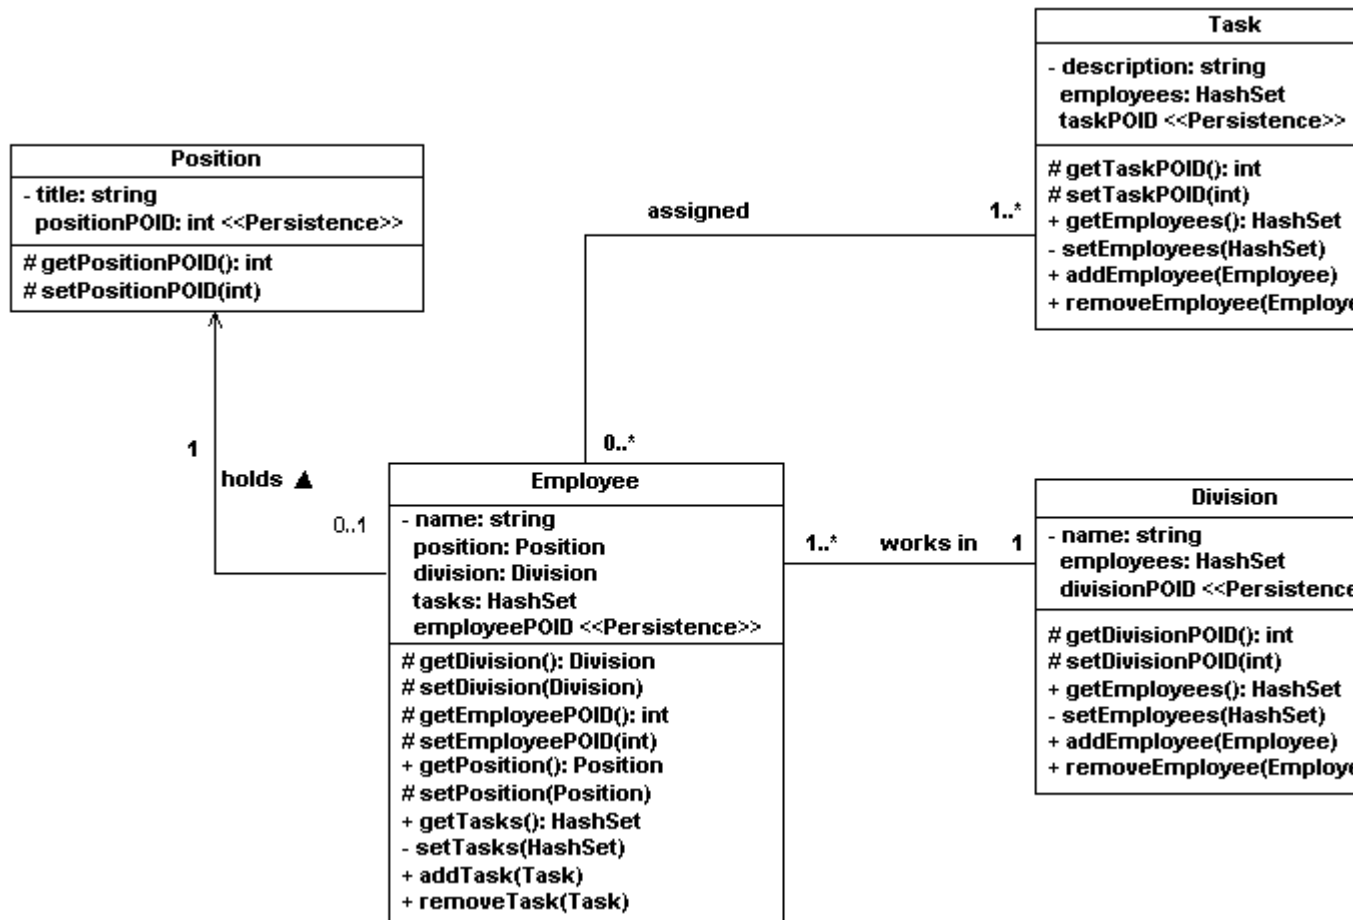 Task
- description: string
employees: HashSet
taskPOID <<Persistence>>
# getTaskPOID(): int
# setTaskPOID(int)
+ getEmployees(): HashSet
- setEmployees(HashSet)
+ addEmployee(Employee)
+ removeEmployee(Employe
Position
- title: string
positionPOID: int <<Persistence>>
# getPositionPOID(): int
# setPositionPOID(int)
assigned
1..*
0..*
1
holds ▲
0..1
Employee
- name: string
position: Position
division: Division
tasks: HashSet
employeePOID <<Persistence>>
# getDivision(): Division
# setDivision(Division)
# getEmployeePOID(): int
# setEmployeePOID(int)
+ getPosition(): Position
# setPosition(Position)
+ getTasks(): HashSet
- setTasks(HashSet)
+ addTask(Task)
+ removeTask(Task)
1..* works in 1
Division
- name: string
employees: HashSet
divisionPOID <<Persistence
# getDivisionPOID(): int
# setDivisionPOID(int)
+ getEmployees(): HashSet
- setEmployees(HashSet)
+ addEmployee(Employee)
+ removeEmployee(Employe